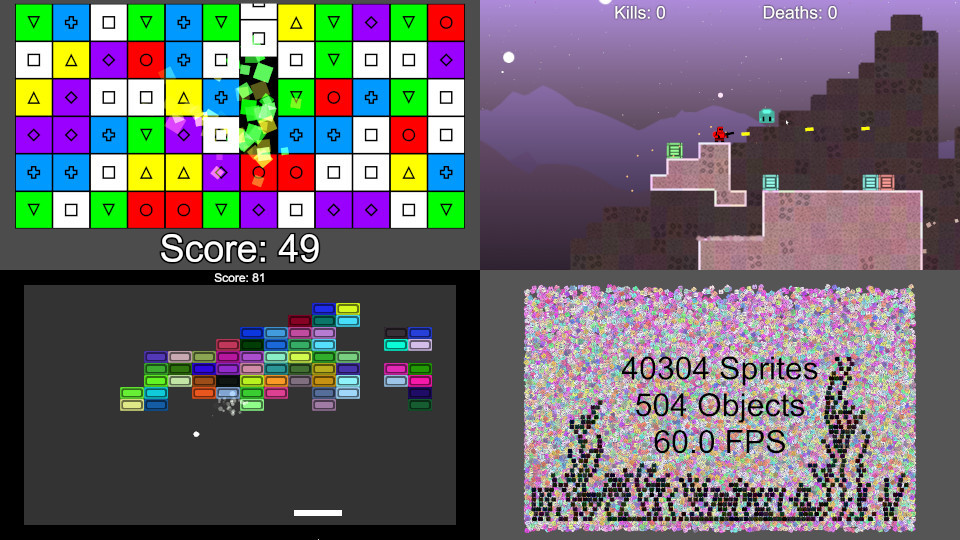 Score: 49
Kills: 0
Deaths: 0
Score: 81
40304 Sprites
504 Objects
60.0 FPS